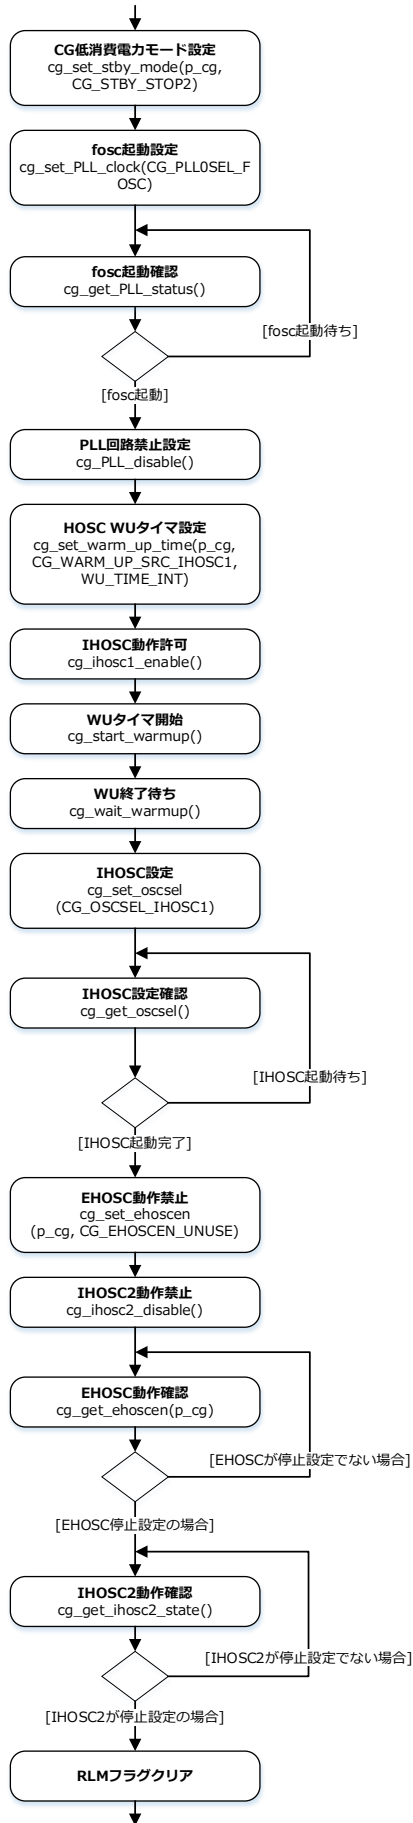 CG低消費電力モード設定
cg_set_stby_mode(p_cg,
CG_STBY_STOP2)
fosc起動設定
cg_set_PLL_clock(CG_PLL0SEL_F
OSC)
fosc起動確認
cg_get_PLL_status()
[fosc起動待ち]
[fosc起動]
PLL回路禁止設定
cg_PLL_disable()
HOSC WUタイマ設定
cg_set_warm_up_time(p_cg,
CG_WARM_UP_SRC_IHOSC1,
WU_TIME_INT)
IHOSC動作許可
cg_ihosc1_enable()
WUタイマ開始
cg_start_warmup()
WU終了待ち
cg_wait_warmup()
IHOSC設定
cg_set_oscsel
(CG_OSCSEL_IHOSC1)
IHOSC設定確認
cg_get_oscsel()
[IHOSC起動待ち]
[IHOSC起動完了]
EHOSC動作禁止
cg_set_ehoscen
(p_cg, CG_EHOSCEN_UNUSE)
IHOSC2動作禁止
cg_ihosc2_disable()
EHOSC動作確認
cg_get_ehoscen(p_cg)
[EHOSCが停止設定でない場合]
[EHOSC停止設定の場合]
IHOSC2動作確認
cg_get_ihosc2_state()
[IHOSC2が停止設定でない場合]
[IHOSC2が停止設定の場合]
RLMフラグクリア